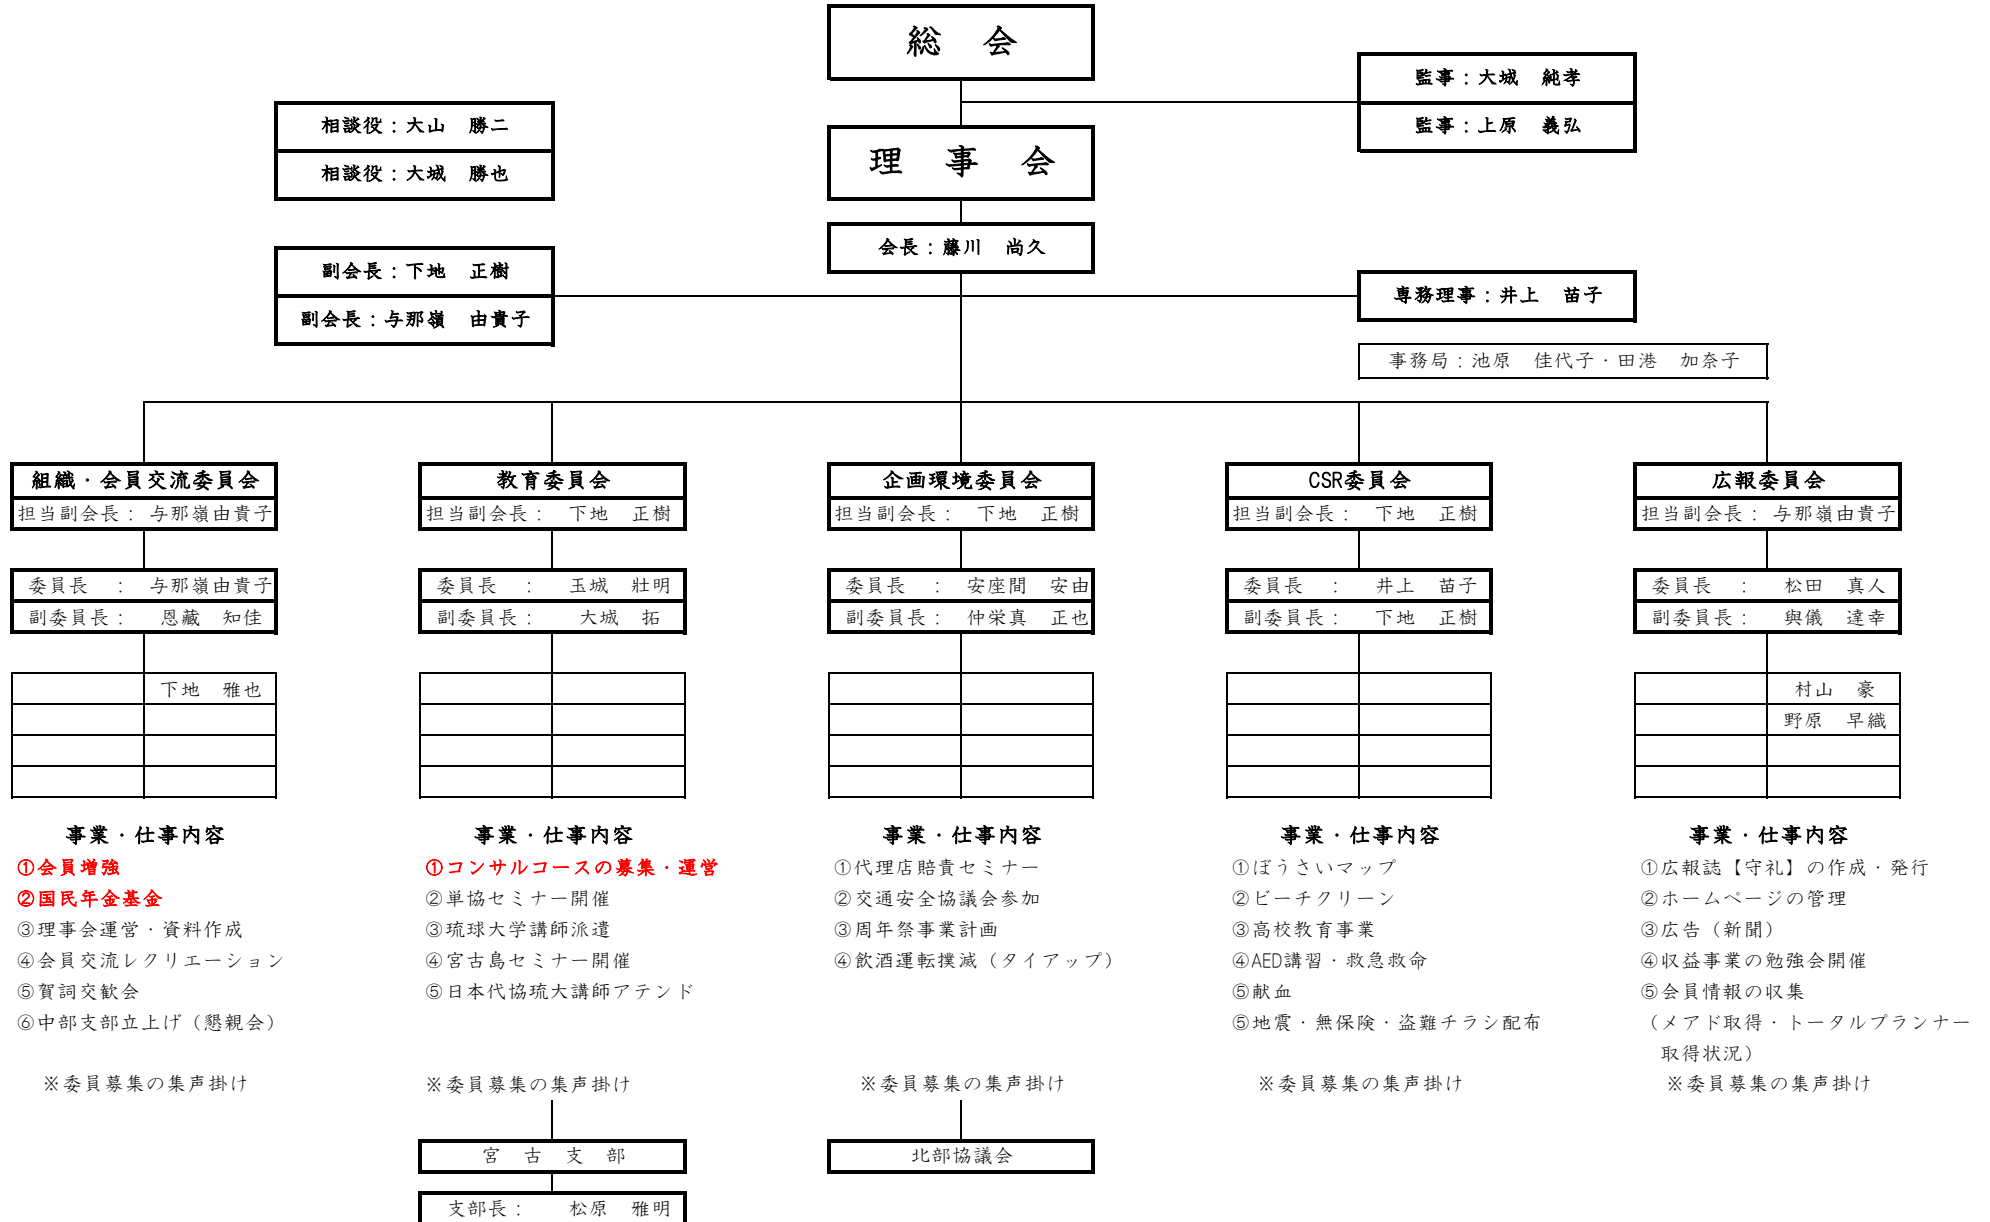 総　会
監事：大城　純孝
相談役：大山　勝二
監事：上原　義弘
理　事　会
相談役：大城　勝也
会長：藤川　尚久
副会長：下地　正樹
専務理事：井上　苗子
副会長：与那嶺　由貴子
事務局：池原　佳代子・田港　加奈子
組織・会員交流委員会
担当副会長： 与那嶺由貴子
委員長　： 与那嶺由貴子
副委員長： 恩蔵　知佳
下地　雅也
事業・仕事内容
①会員増強
②国民年金基金
③理事会運営・資料作成
④会員交流レクリエーション
⑤賀詞交歓会
⑥中部支部立上げ（懇親会）
※委員募集の集声掛け
教育委員会
担当副会長： 下地　正樹
委員長　： 玉城　壮明
副委員長： 大城　拓
事業・仕事内容
①コンサルコースの募集・運営
②単協セミナー開催
③琉球大学講師派遣
④宮古島セミナー開催
⑤日本代協琉大講師アテンド
※委員募集の集声掛け
宮　古　支　部
支部長： 松原　雅明
企画環境委員会
担当副会長： 下地　正樹
委員長　： 安座間　安由
副委員長： 仲栄真　正也
事業・仕事内容
①代理店賠責セミナー
②交通安全協議会参加
③周年祭事業計画
④飲酒運転撲滅（タイアップ）
※委員募集の集声掛け
北部協議会
CSR委員会
担当副会長： 下地　正樹
委員長　： 井上　苗子
副委員長： 下地　正樹
事業・仕事内容
①ぼうさいマップ
②ビーチクリーン
③高校教育事業
④AED講習・救急救命
⑤献血
⑤地震・無保険・盗難チラシ配布
※委員募集の集声掛け
広報委員会
担当副会長： 与那嶺由貴子
委員長　： 松田　真人
副委員長： 與儀　達幸
村山　豪
野原　早織
事業・仕事内容
①広報誌【守礼】の作成・発行
②ホームページの管理
③広告（新聞）
④収益事業の勉強会開催
⑤会員情報の収集
（メアド取得・トータルプランナー
取得状況）
※委員募集の集声掛け